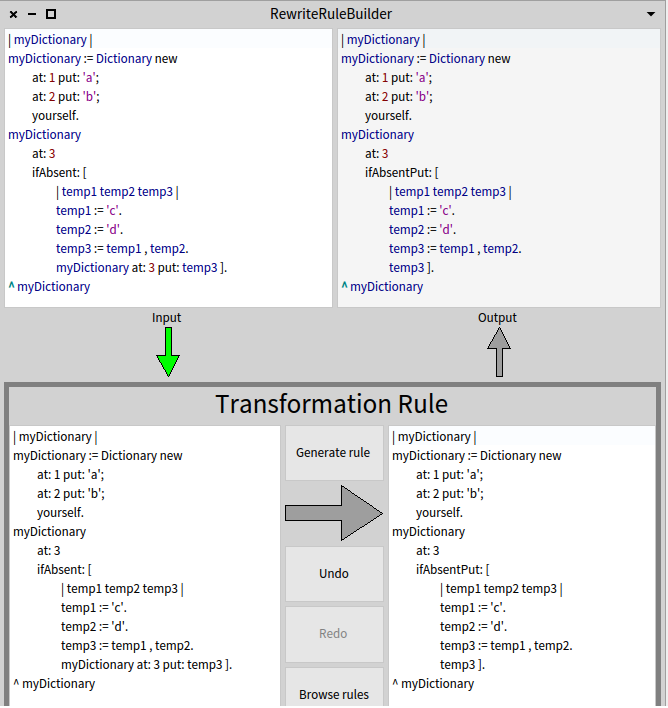 RewriteRuleBuilder
| myDictionary |
myDictionary := Dictionary new
at: 1 put: 'a';
at: 2 put: 'b';
yourself.
myDictionary
at: 3
ifAbsent: [
| temp1 temp2 temp3 |
temp1 := 'c'.
temp2 := 'd'.
temp3 := temp1 , temp2.
myDictionary at: 3 put: temp3 ].
^ myDictionary
| myDictionary |
myDictionary := Dictionary new
at: 1 put: 'a';
at: 2 put: 'b';
yourself.
myDictionary
at: 3
ifAbsentPut: [
| temp1 temp2 temp3 |
temp1 := 'c'.
temp2 := 'd'.
temp3 := temp1 , temp2.
temp3 ].
^ myDictionary
Input
Output
Transformation Rule
| myDictionary |
myDictionary := Dictionary new
at: 1 put: 'a';
at: 2 put: 'b';
yourself.
myDictionary
at: 3
ifAbsent: [
| temp1 temp2 temp3 |
temp1 := 'c'.
temp2 := 'd'.
temp3 := temp1 , temp2.
myDictionary at: 3 put: temp3 ].
^ myDictionary
Generate rule
Undo
Redo
Browse rules
| myDictionary |
myDictionary := Dictionary new
at: 1 put: 'a';
at: 2 put: 'b';
yourself.
myDictionary
at: 3
ifAbsentPut: [
| temp1 temp2 temp3 |
temp1 := 'c'.
temp2 := 'd'.
temp3 := temp1 , temp2.
temp3 ].
^ myDictionary